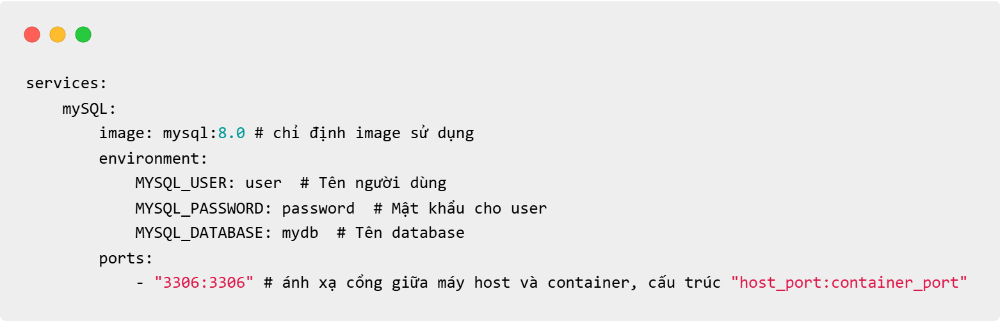 services:
    mySQL:
        image: mysql:8.0 # chỉ định image sử dụng
        environment:
            MYSQL_USER: user  # Tên người dùng
            MYSQL_PASSWORD: password  # Mật khẩu cho user
            MYSQL_DATABASE: mydb  # Tên database
        ports:
            - "3306:3306" # ánh xạ cổng giữa máy host và container, cấu trúc "host_port:container_port"